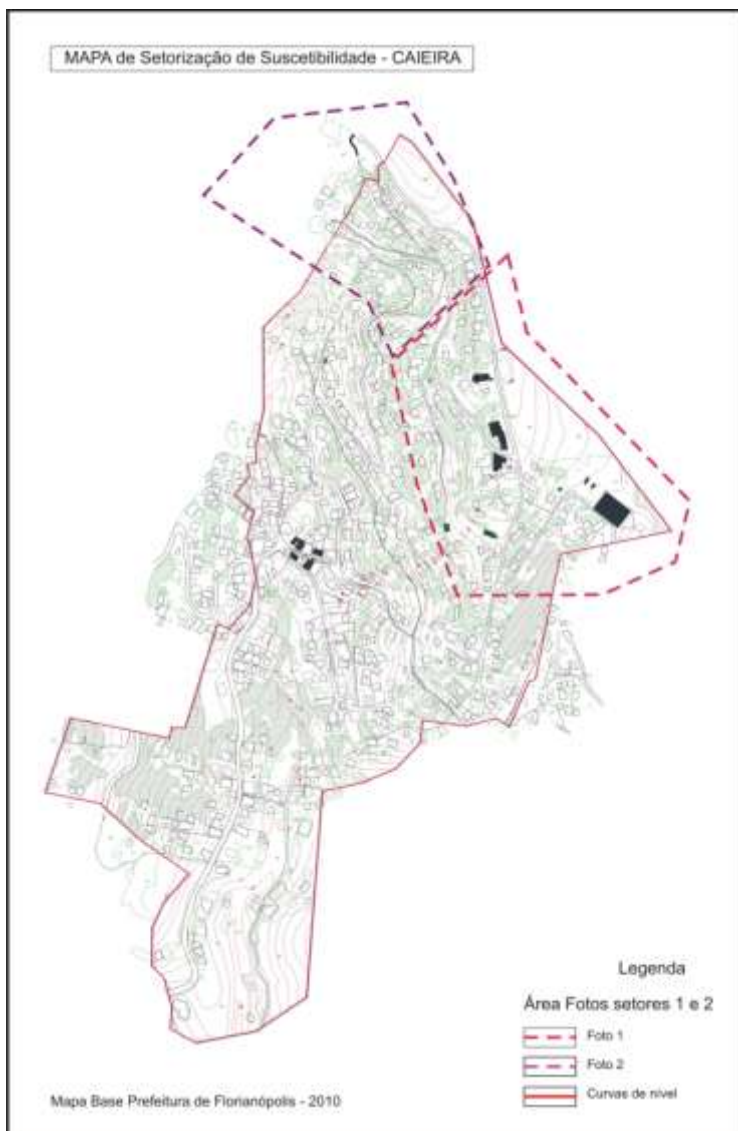 MAPA de Setorização de Suscetibilidade - CAIEIRA
Legenda
Área Fotos setores 1 e 2
Foto 1
Foto 2
Curvas de nível
Mapa Base Prefeitura de Florianópolis - 2010